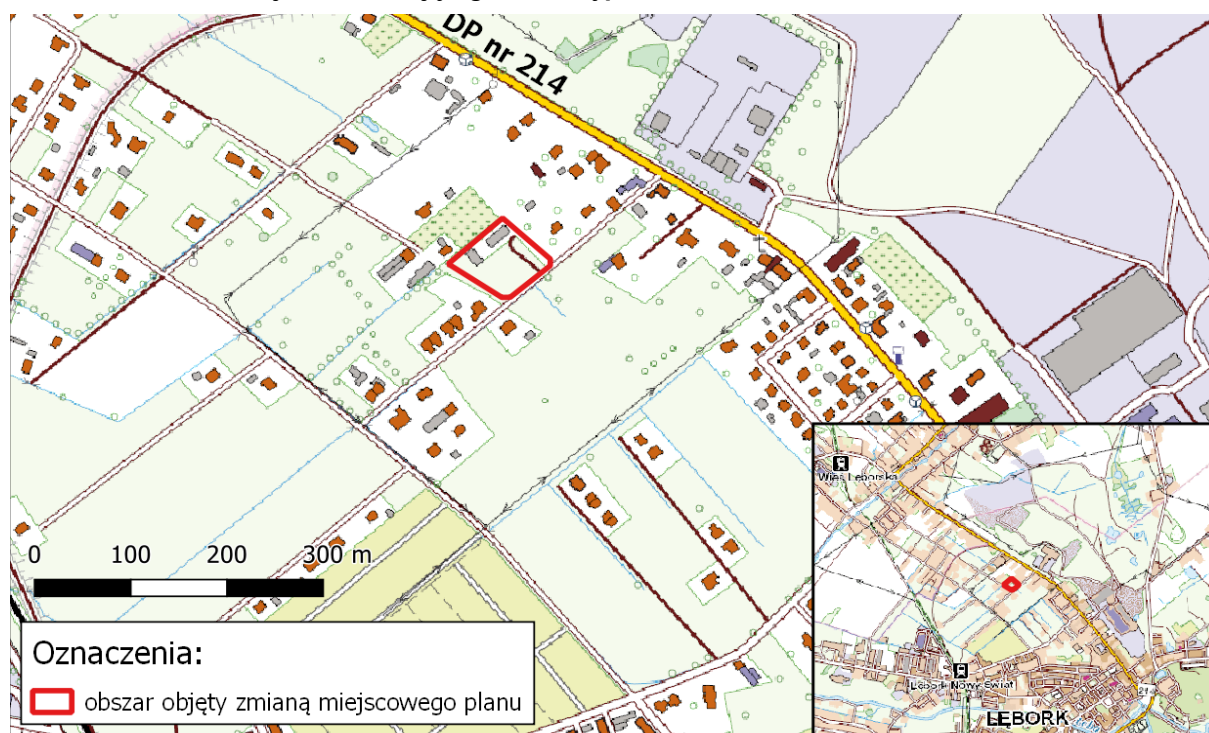 DP nr 214
0 100 200 300 m
Oznaczenia:
obszar objęty zmianą miejscowego planu
Wieś Lęborska
Lębork Nowy Świat
LĘBORK